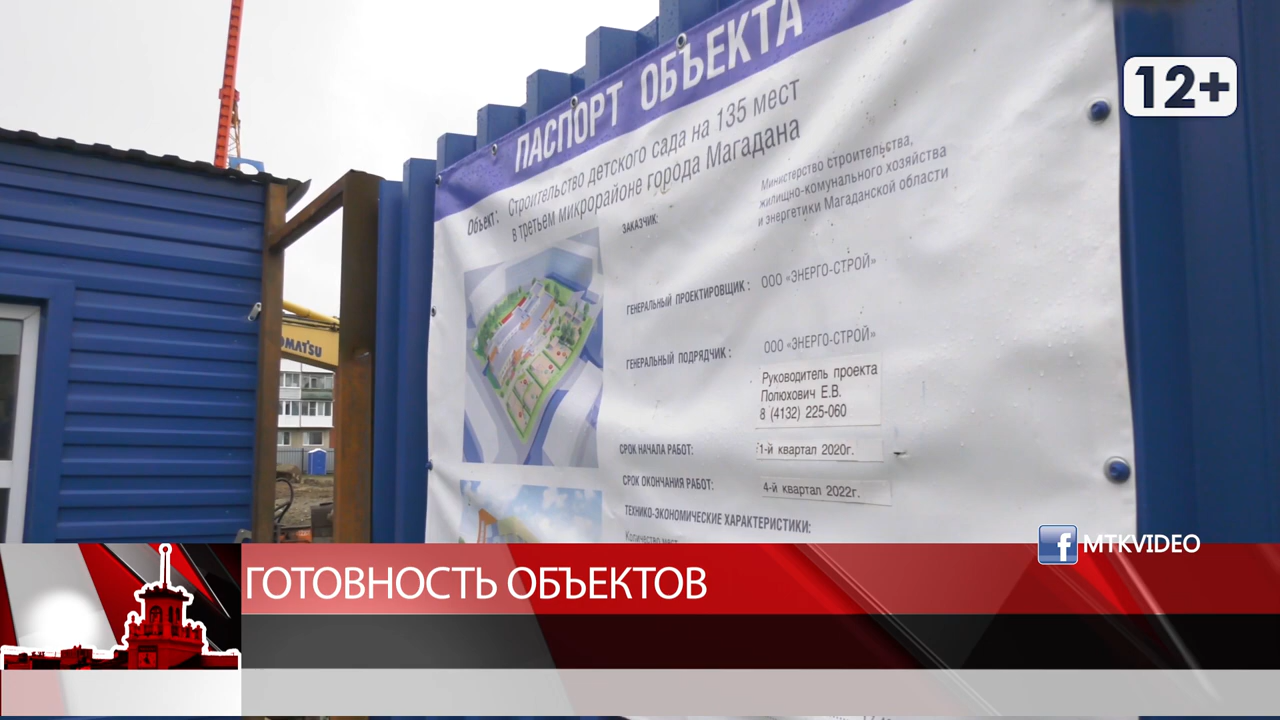 12+
ПАСПОРТ ОБЪЕКТА
Объект: Строительство детского сада на 135 мест
в третьем микрорайоне города Магадана
ЗАКАЗЧИК:
Министерство строительства,
жилищно-комунального хозяйства
и энергетики Магаданской области
ГЕНЕРАЛЬНЫЙ ПРОЕКТИРОВЩИК: ООО «ЭНЕРГО-СТРОЙ»
ГЕНЕРАЛЬНЫЙ ПОДРЯДЧИК: ООО «ЭНЕРГО-СТРОЙ»
Руководитель проекта
Полюхович Е.В.
8 (4132) 225-060
СРОК НАЧАЛА РАБОТ: 1-й квартал 2020г.
СРОК ОКОНЧАНИЯ РАБОТ: 4-й квартал 2022г.
ТЕХНИКО-ЭКОНОМИЧЕСКИЕ ХАРАКТЕРИСТИКИ:
Количество мест
OMATSU
f MTKVIDEO
ГОТОВНОСТЬ ОБЪЕКТОВ